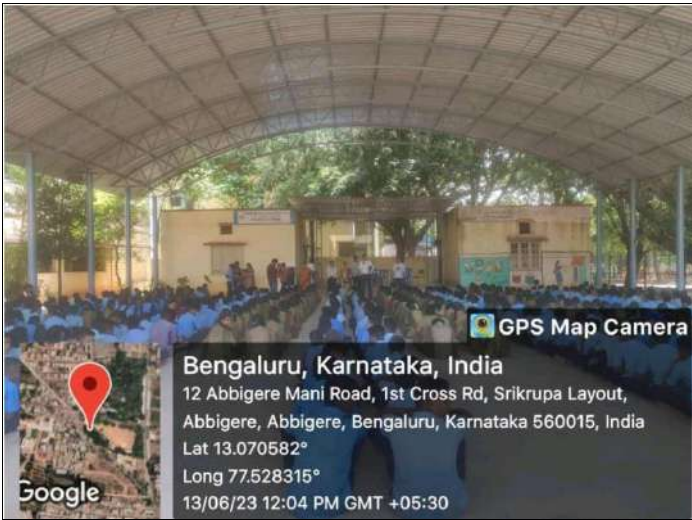 GPS Map Camera
Bengaluru, Karnataka, India
12 Abbigere Mani Road, 1st Cross Rd, Srikrupa Layout,
Abbigere, Abbigere, Bengaluru, Karnataka 560015, India
Lat 13.070582°
Long 77.528315°
13/06/23 12:04 PM GMT +05:30
Google